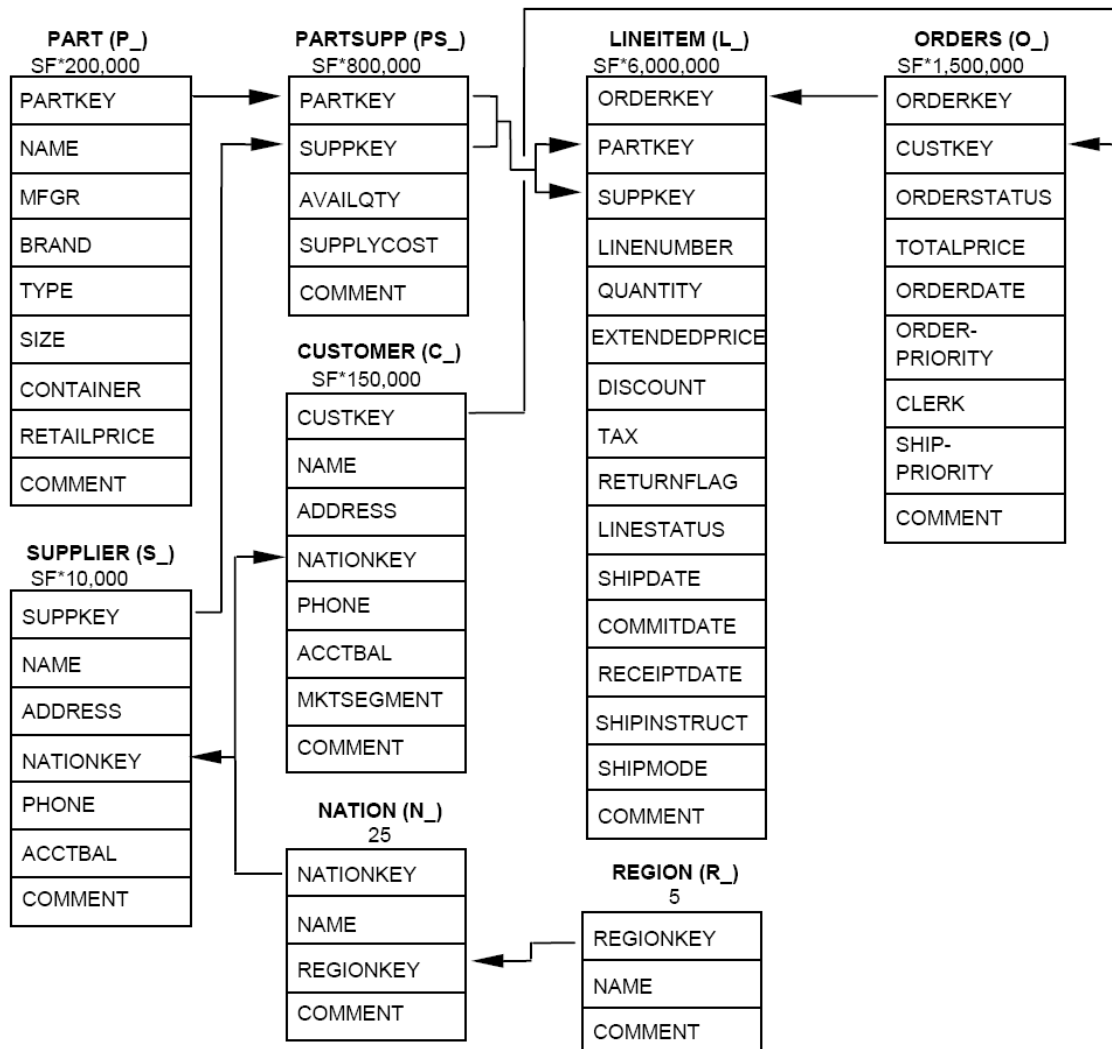 PART (P_)
SF*200,000
PARTKEY
NAME
MFGR
BRAND
TYPE
SIZE
CONTAINER
RETAILPRICE
COMMENT
SUPPLIER (S_)
SF*10,000
SUPPKEY
NAME
ADDRESS
NATIONKEY
PHONE
ACCTBAL
COMMENT
PARTSUPP (PS_)
SF*800,000
PARTKEY
SUPPKEY
AVAILQTY
SUPPLYCOST
COMMENT
CUSTOMER (C_)
SF*150,000
CUSTKEY
NAME
ADDRESS
NATIONKEY
PHONE
ACCTBAL
MKTSEGMENT
COMMENT
NATION (N_)
25
NATIONKEY
NAME
REGIONKEY
COMMENT
LINEITEM (L_)
SF*6,000,000
ORDERKEY
PARTKEY
SUPPKEY
LINENUMBER
QUANTITY
EXTENDEDPRICE
DISCOUNT
TAX
RETURNFLAG
LINESTATUS
SHIPDATE
COMMITDATE
RECEIPTDATE
SHIPINSTRUCT
SHIPMODE
COMMENT
REGION (R_)
5
REGIONKEY
NAME
COMMENT
ORDERS (O_)
SF*1,500,000
ORDERKEY
CUSTKEY
ORDERSTATUS
TOTALPRICE
ORDERDATE
ORDER-
PRIORITY
CLERK
SHIP-
PRIORITY
COMMENT